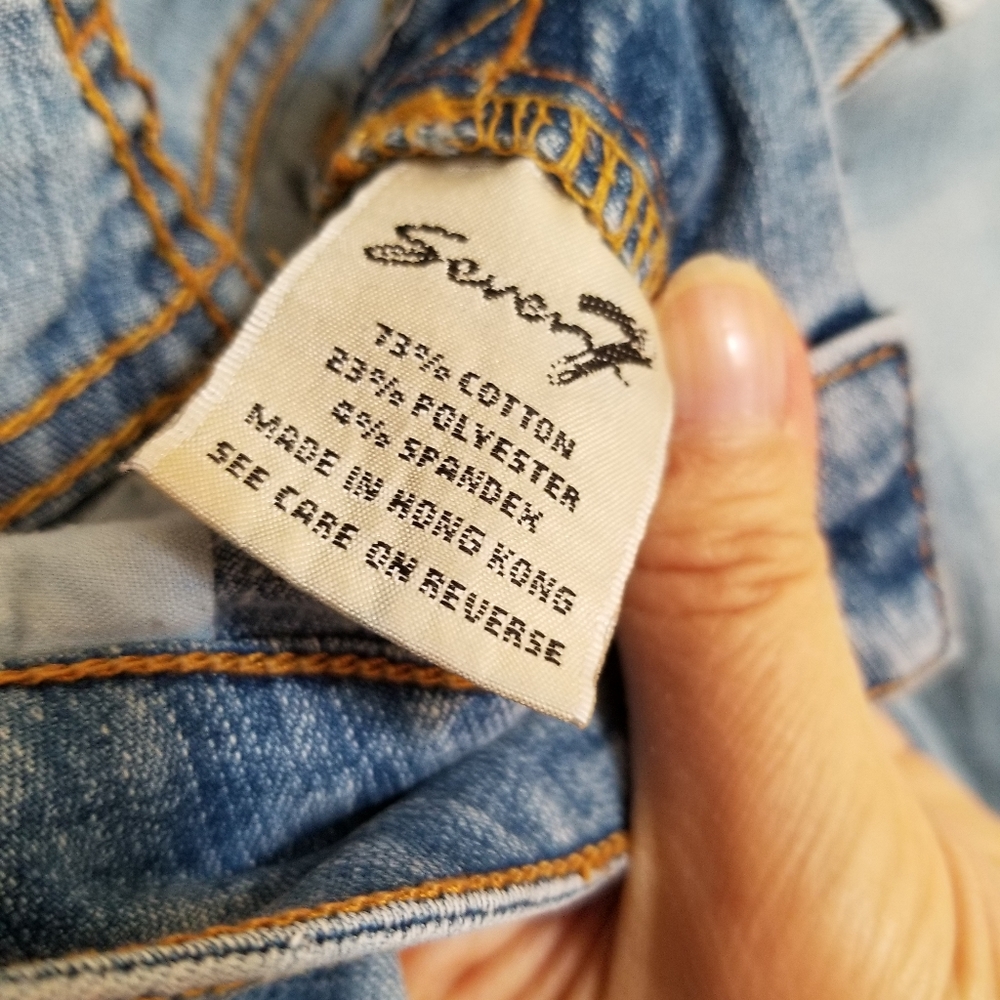 Seven7
73% COTTON
23% POLYESTER
4% SPANDEX
MADE IN HONG KONG
SEE CARE ON REVERSE